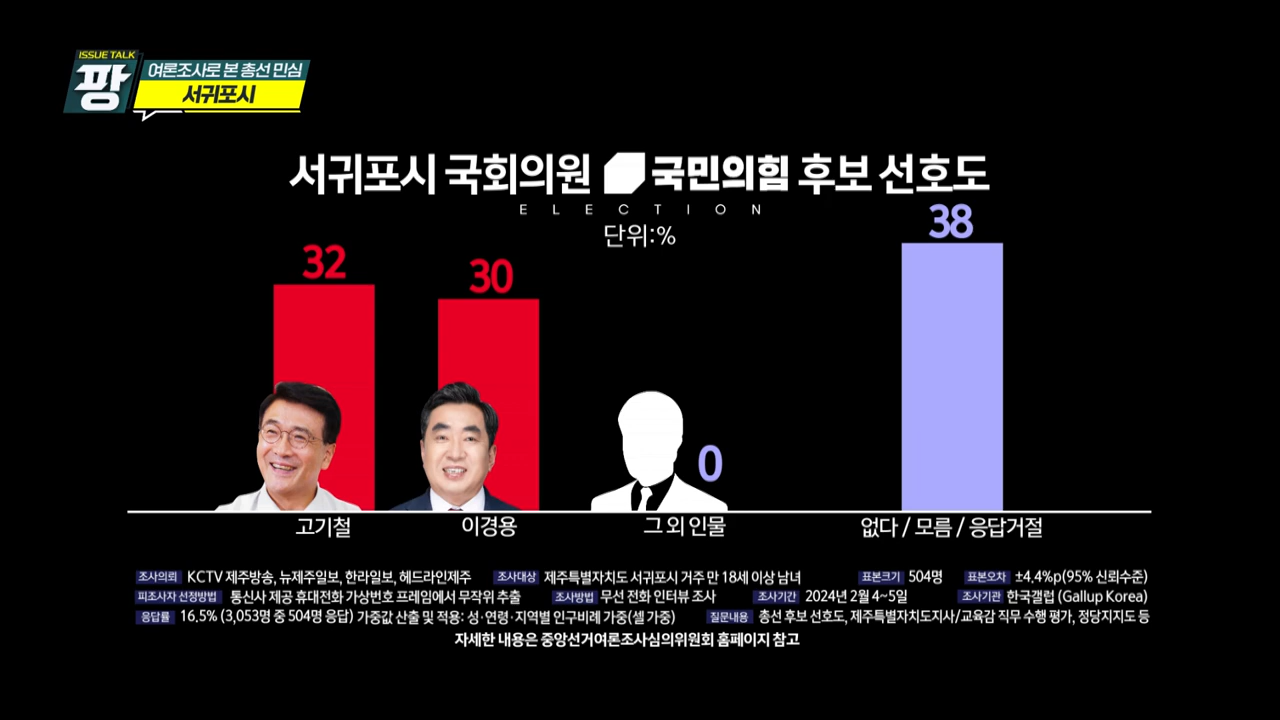 ISSUE TALK
팡
여론조사로 본 총선 민심
서귀포시
서귀포시 국회의원 국민의힘 후보 선호도
ELECTION
단위:%
32
30
0
38
고기철
이경용
그 외 인물
없다 / 모름 / 응답거절
조사의뢰 KCTV 제주방송, 뉴제주일보, 한라일보, 헤드라인제주 조사대상 제주특별자치도 서귀포시 거주 만 18세 이상 남녀 표본크기 504명 표본오차 ±4.4%p(95% 신뢰수준)
피조사자 선정방법 통신사 제공 휴대전화 가상번호 프레임에서 무작위 추출 조사방법 무선 전화 인터뷰 조사 조사기간 2024년 2월 4~5일 조사기관 한국갤럽 (Gallup Korea)
응답률 16.5% (3,053명 중 504명 응답) 가중값 산출 및 적용: 성·연령·지역별 인구비례 가중(셀 가중) 질문내용 총선 후보 선호도, 제주특별자치도지사/교육감 직무 수행 평가, 정당지지도 등
자세한 내용은 중앙선거여론조사심의위원회 홈페이지 참고